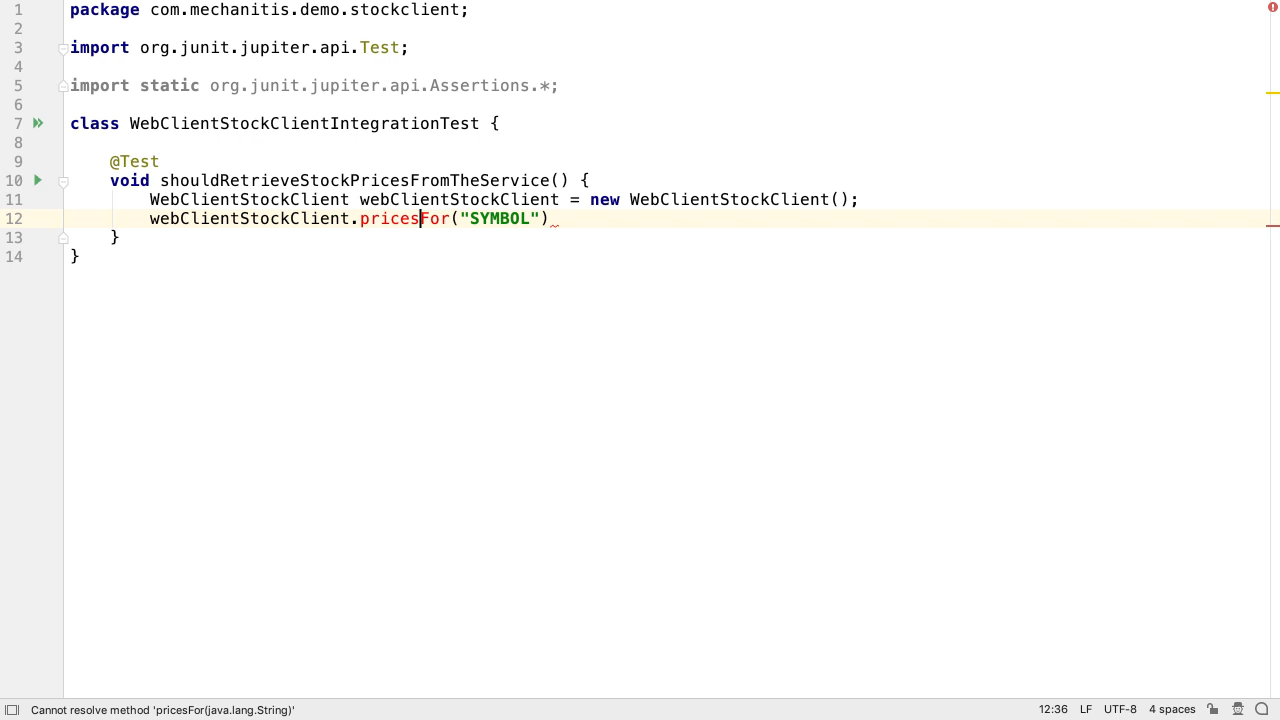 1 package com.mechanitis.demo.stockclient;
2
3 import org.junit.jupiter.api.Test;
4
5 import static org.junit.jupiter.api.Assertions.*;
6
7 class WebClientStockClientIntegrationTest {
8
9 @Test
10 void shouldRetrieveStockPricesFromTheService() {
11 WebClientStockClient webClientStockClient = new WebClientStockClient();
12 webClientStockClient.pricesFor("SYMBOL")
13 }
14 }
Cannot resolve method 'pricesFor(java.lang.String)' 12:36 LF UTF-8 4 spaces